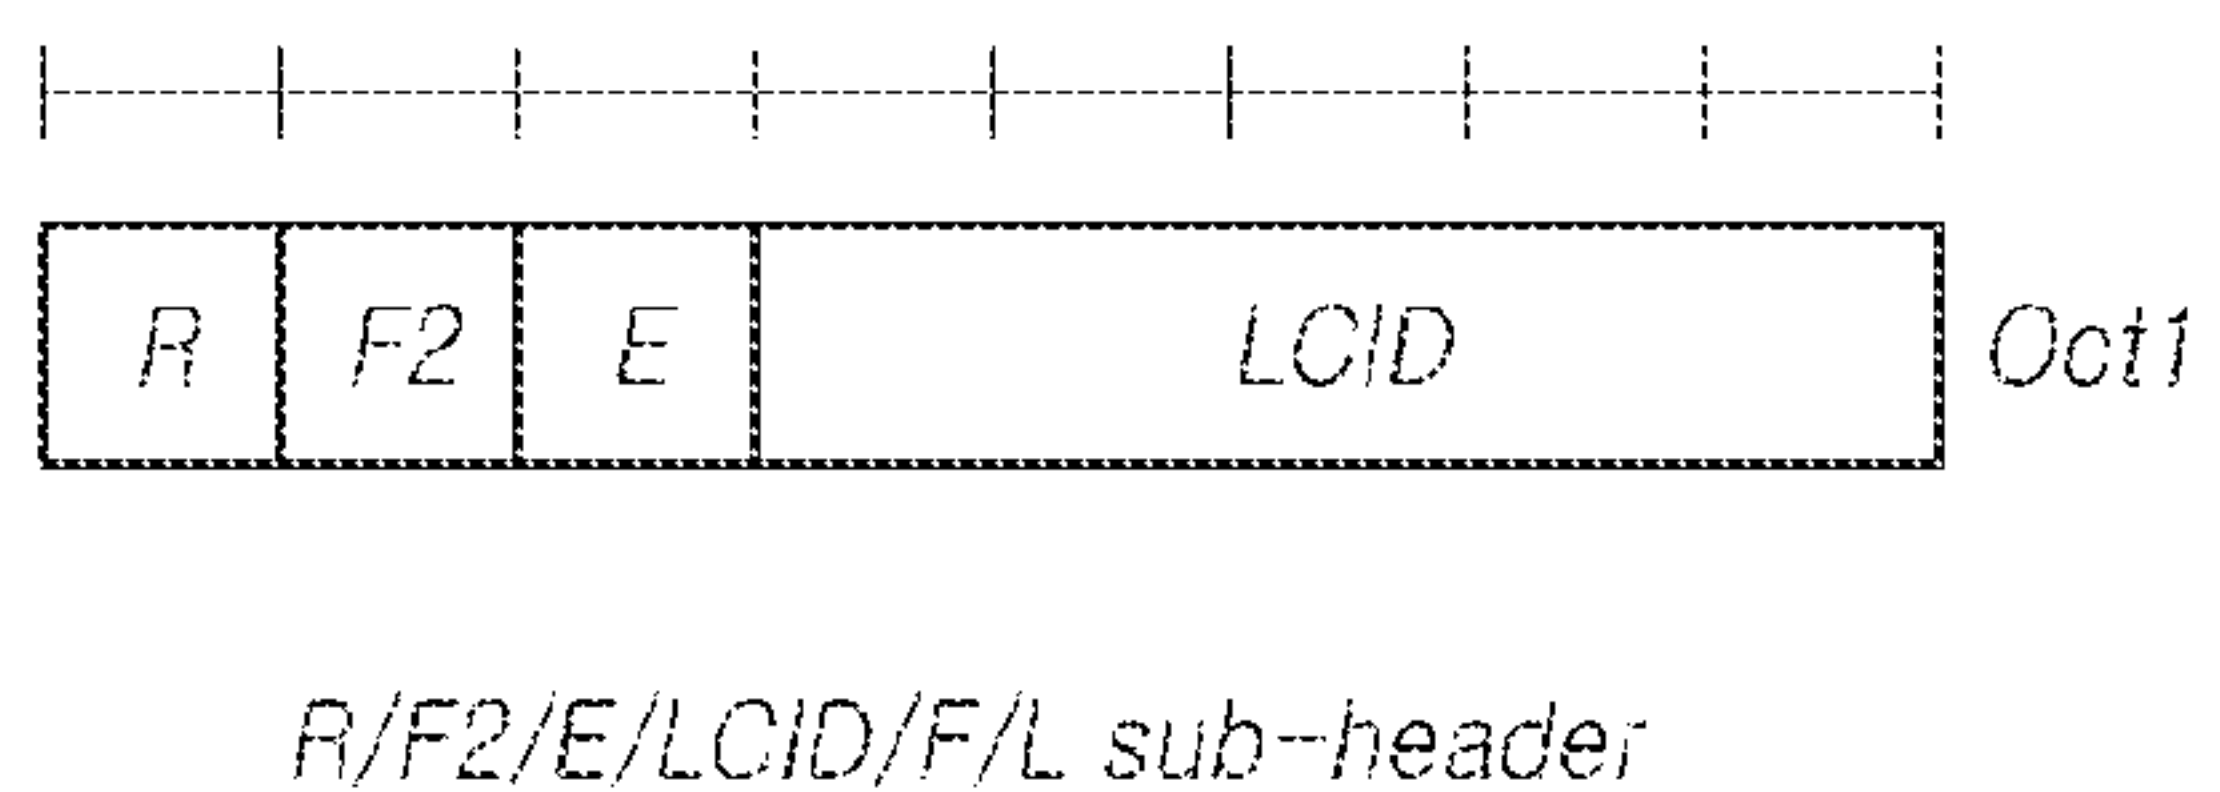 R F2 E LCID Oct1
R/F2/E/LCID/F/L sub-header